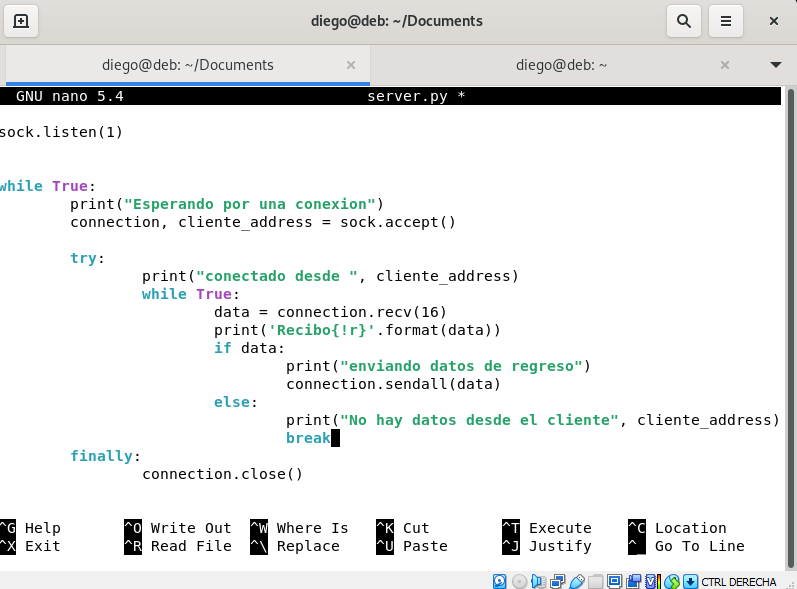 diego@deb: ~/Documents
diego@deb: ~/Documents
diego@deb: ~
GNU nano 5.4 server.py *
sock.listen(1)
while True:
print("Esperando por una conexion")
connection, cliente_address = sock.accept()
try:
print("conectado desde ", cliente_address)
while True:
data = connection.recv(16)
print('Recibo{!r}'.format(data))
if data:
print("enviando datos de regreso")
connection.sendall(data)
else:
print("No hay datos desde el cliente", cliente_address)
break
finally:
connection.close()
^G Help ^O Write Out ^W Where Is ^K Cut ^T Execute ^C Location
^X Exit ^R Read File ^\ Replace ^U Paste ^J Justify ^_ Go To Line
CTRL DERECHA